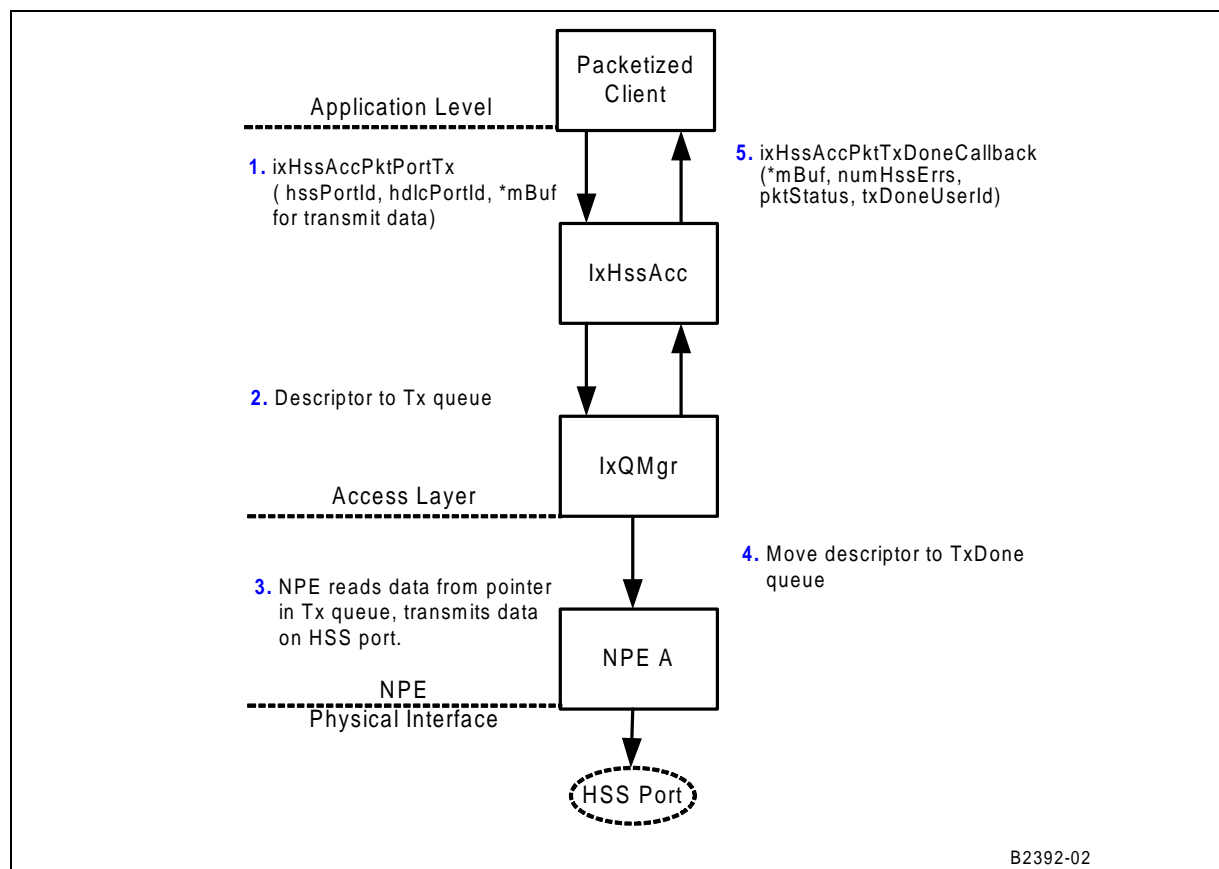 Packetized
Client
Application Level
1. ixHssAccPktPortTx
( hssPortId, hdlcPortId, *mBuf
for transmit data)
5. ixHssAccPktTxDoneCallback
(*mBuf, numHssErrs,
pktStatus, txDoneUserId)
IxHssAcc
2. Descriptor to Tx queue
IxQMgr
Access Layer
4. Move descriptor to TxDone
queue
3. NPE reads data from pointer
in Tx queue, transmits data
on HSS port.
NPE A
NPE
Physical Interface
HSS Port
B2392-02